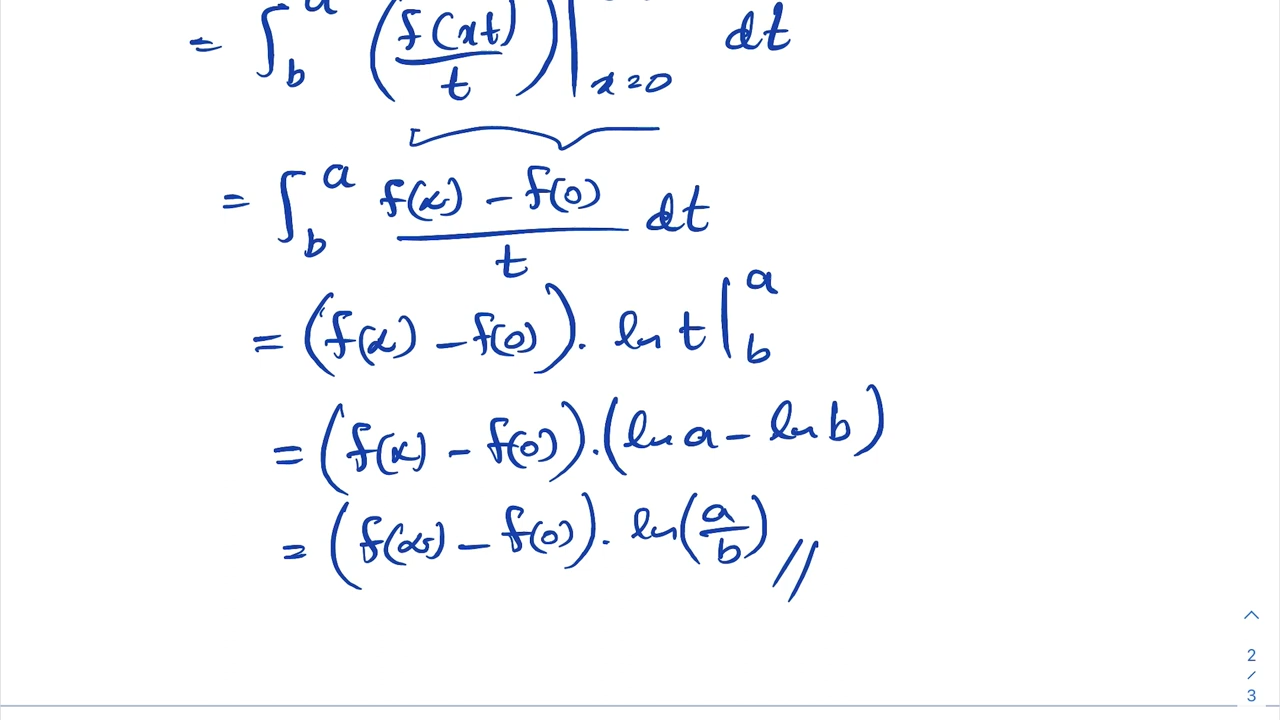 = ∫_b^a (f(xt)/t)|_{x=0} dt
= ∫_b^a (f(∞) - f(0))/t dt
= (f(∞) - f(0)). ln t |_b^a
= (f(∞) - f(0)).(ln a - ln b)
= (f(∞) - f(0)). ln(a/b) //
2
/
3